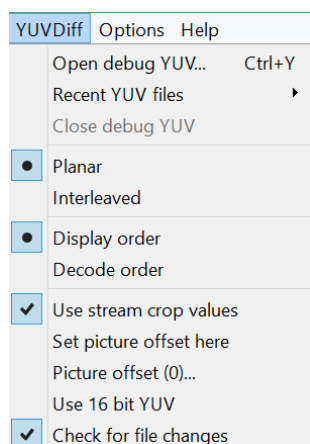 YUVDiff Options Help
Open debug YUV... Ctrl+Y
Recent YUV files
Close debug YUV
Planar
Interleaved
Display order
Decode order
Use stream crop values
Set picture offset here
Picture offset (0)...
Use 16 bit YUV
Check for file changes